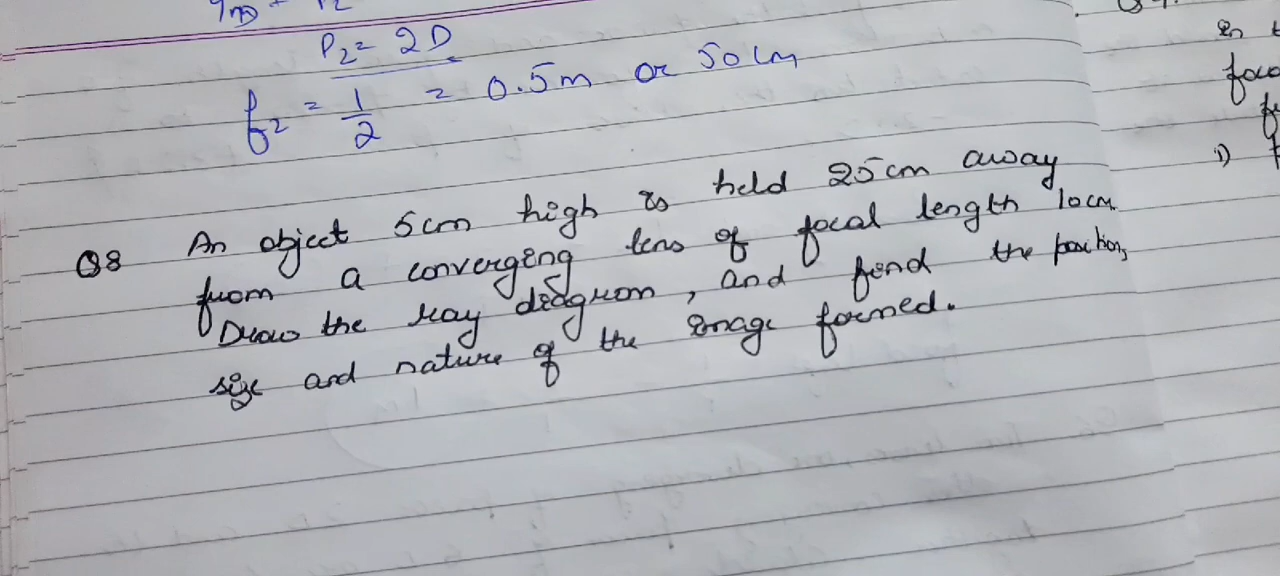 P₂ = 2D
f₂ = 1/2 = 0.5m or 50cm
Q8 An object 5cm high is held 25cm away
from a converging lens of focal length 10cm.
Draw the ray diagram, and find the position,
size and nature of the image formed.
1)